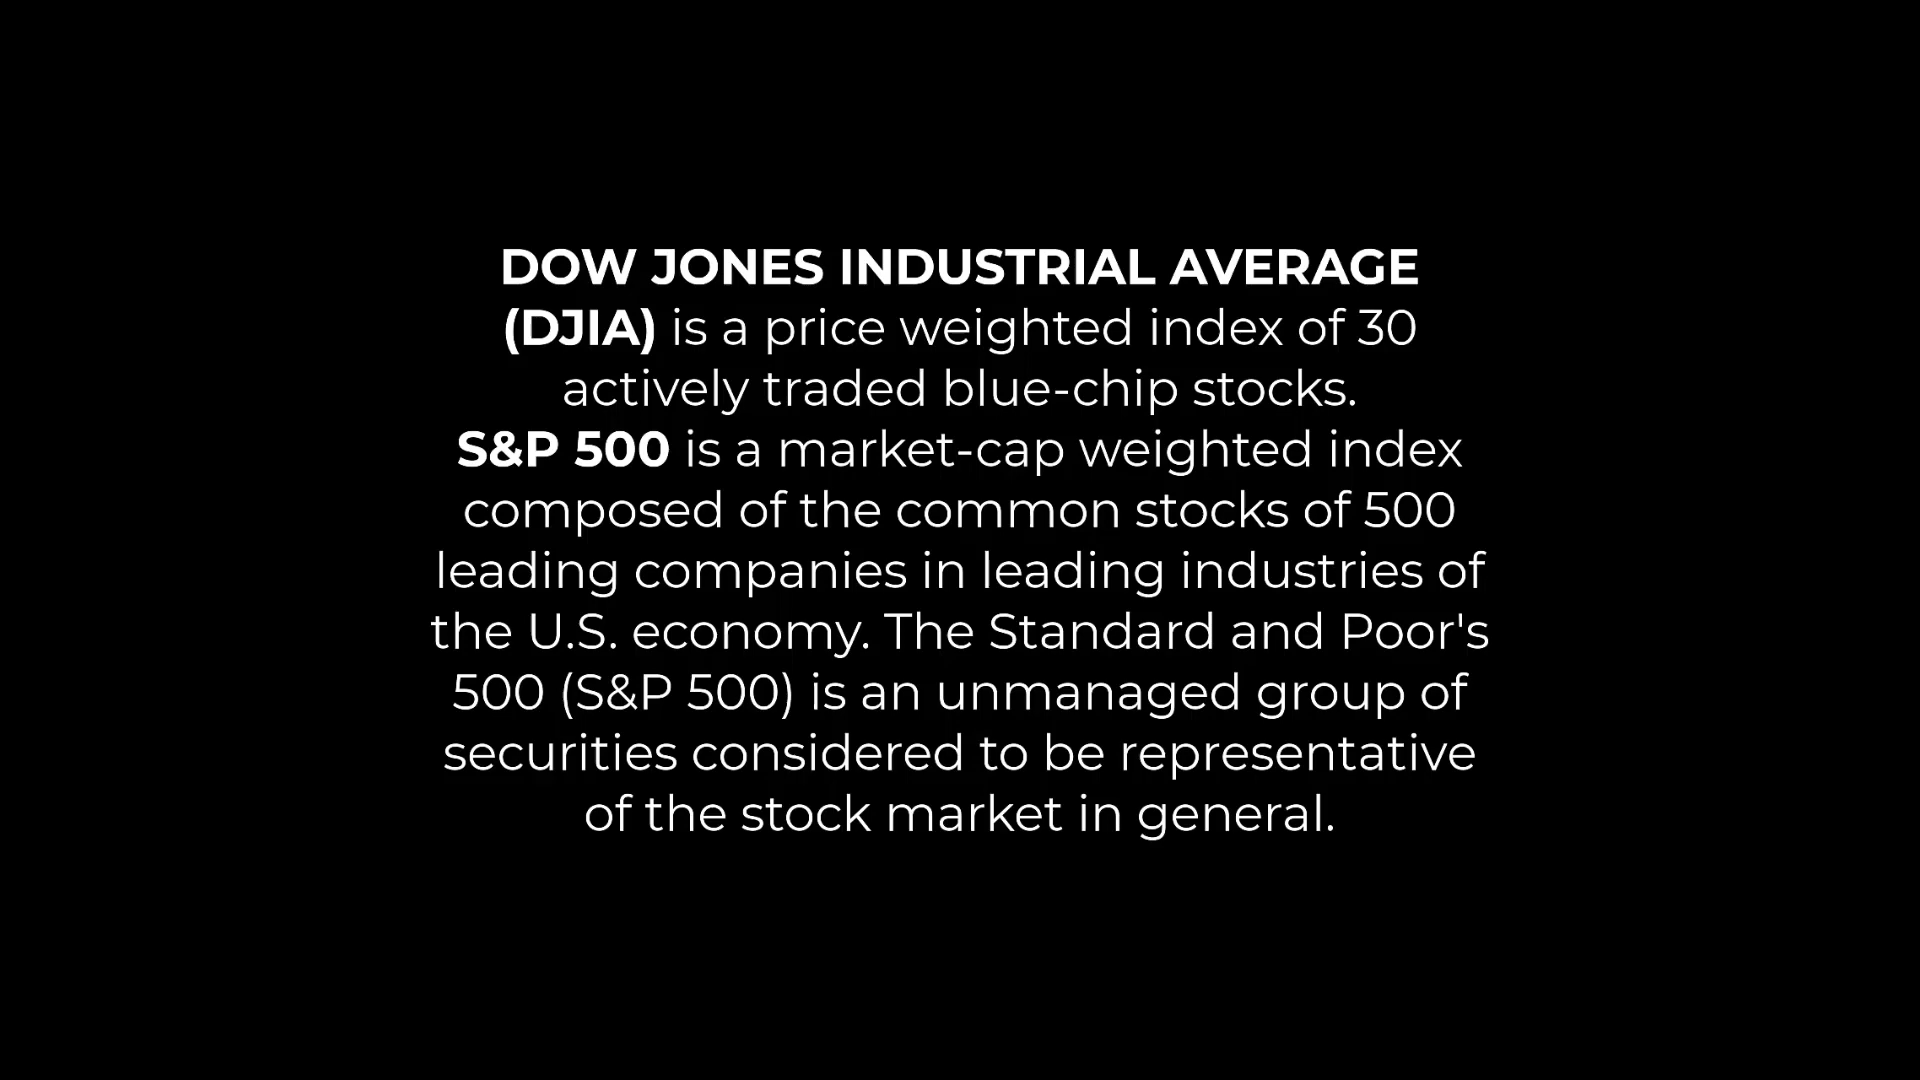 DOW JONES INDUSTRIAL AVERAGE
(DJIA) is a price weighted index of 30
actively traded blue-chip stocks.
S&P 500 is a market-cap weighted index
composed of the common stocks of 500
leading companies in leading industries of
the U.S. economy. The Standard and Poor's
500 (S&P 500) is an unmanaged group of
securities considered to be representative
of the stock market in general.